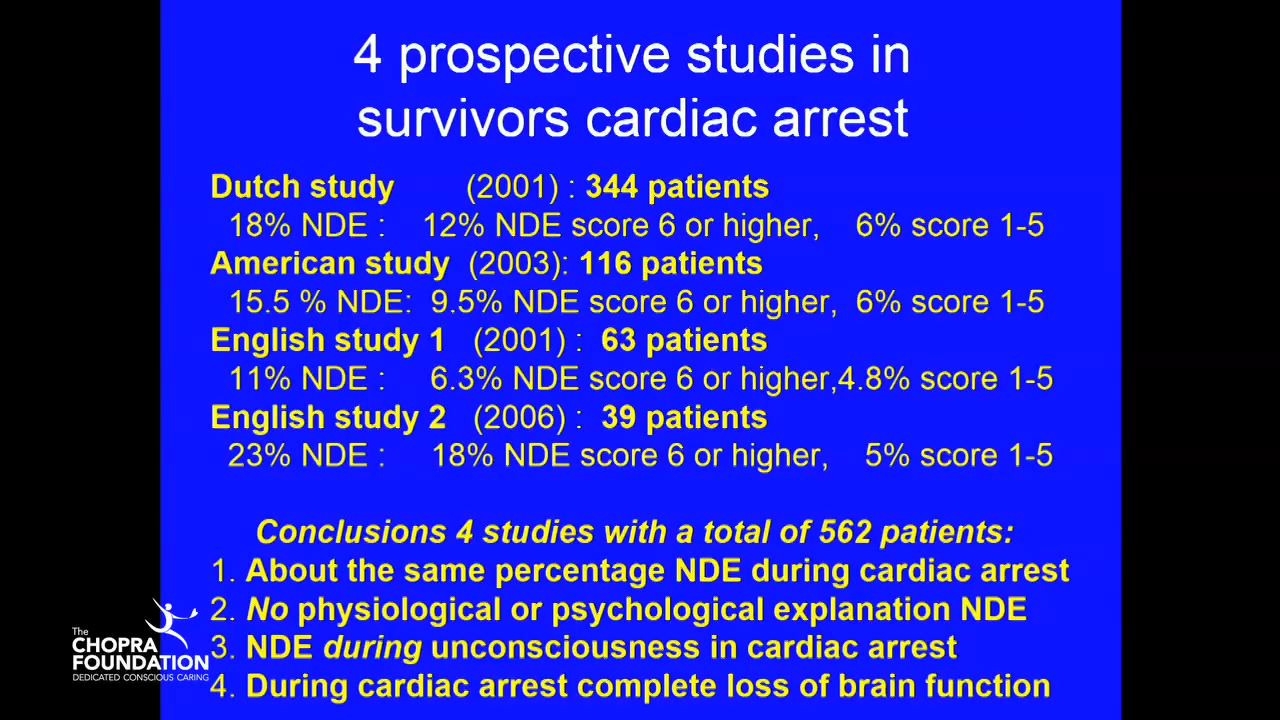 4 prospective studies in
survivors cardiac arrest
Dutch study (2001) : 344 patients
18% NDE : 12% NDE score 6 or higher, 6% score 1-5
American study (2003): 116 patients
15.5 % NDE: 9.5% NDE score 6 or higher, 6% score 1-5
English study 1 (2001) : 63 patients
11% NDE : 6.3% NDE score 6 or higher,4.8% score 1-5
English study 2 (2006) : 39 patients
23% NDE : 18% NDE score 6 or higher, 5% score 1-5
Conclusions 4 studies with a total of 562 patients:
1. About the same percentage NDE during cardiac arrest
2. No physiological or psychological explanation NDE
3. NDE during unconsciousness in cardiac arrest
4. During cardiac arrest complete loss of brain function
The
CHOPRA
FOUNDATION
DEDICATED CONSCIOUS CARING